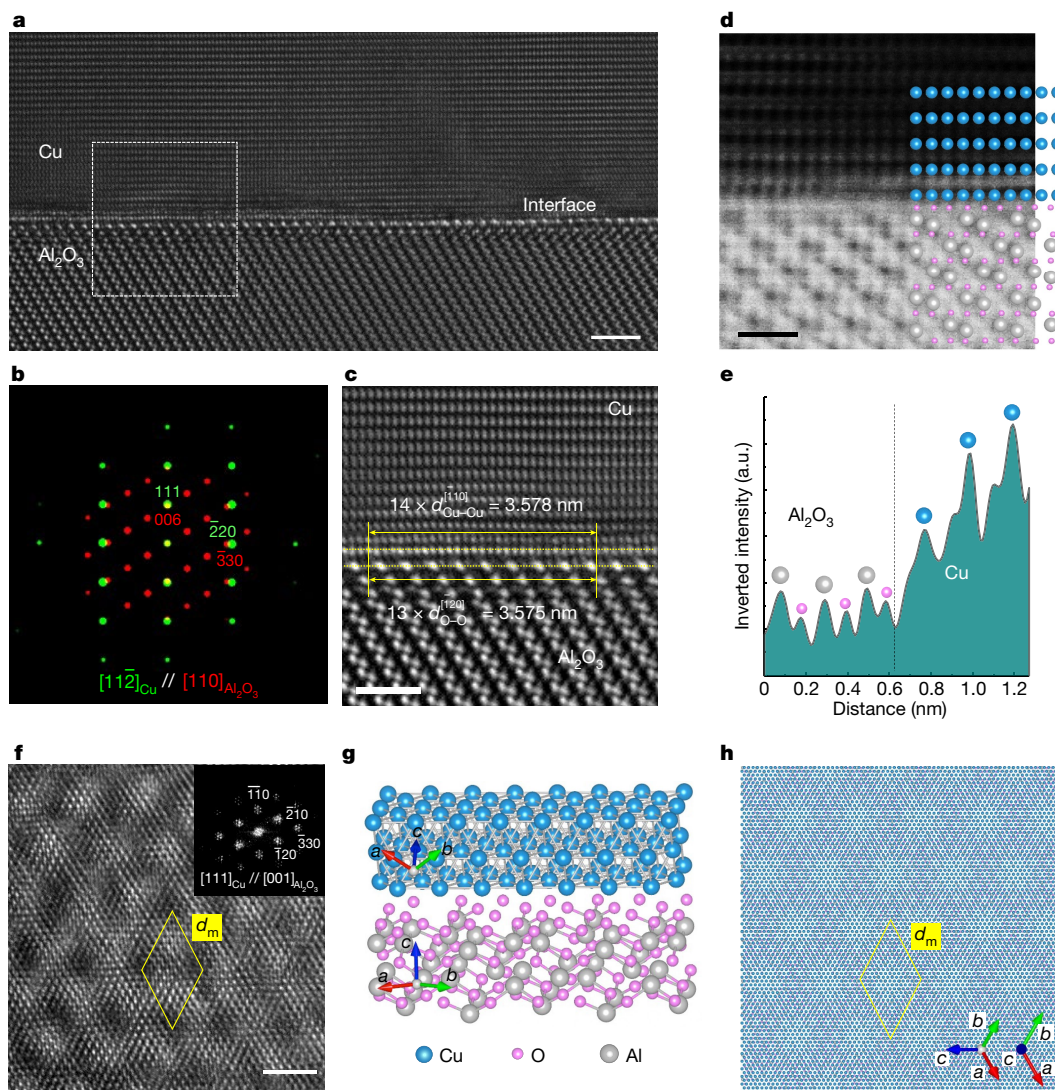 a
Cu
Interface
Al₂O₃
b
111
006
2̅20
3̅30
[112̅]Cu // [110]Al₂O₃
c
Cu
14 × d[1̅10]Cu–Cu = 3.578 nm
13 × d[1̅20]O–O = 3.575 nm
Al₂O₃
d
e
Inverted intensity (a.u.)
Al₂O₃
Cu
0 0.2 0.4 0.6 0.8 1.0 1.2
Distance (nm)
f
1̅10
2̅10
3̅30
1̅20
[111]Cu // [001]Al₂O₃
dm
g
c
a b
c
a b
Cu O Al
h
dm
b b
c c
a a